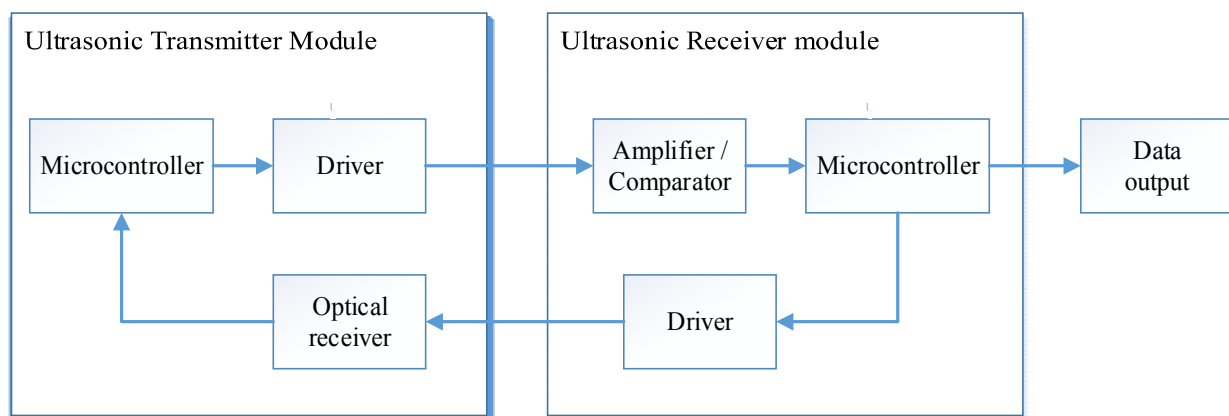 Ultrasonic Transmitter Module
Ultrasonic Receiver module
Microcontroller
Driver
Amplifier /
Comparator
Microcontroller
Data
output
Optical
receiver
Driver